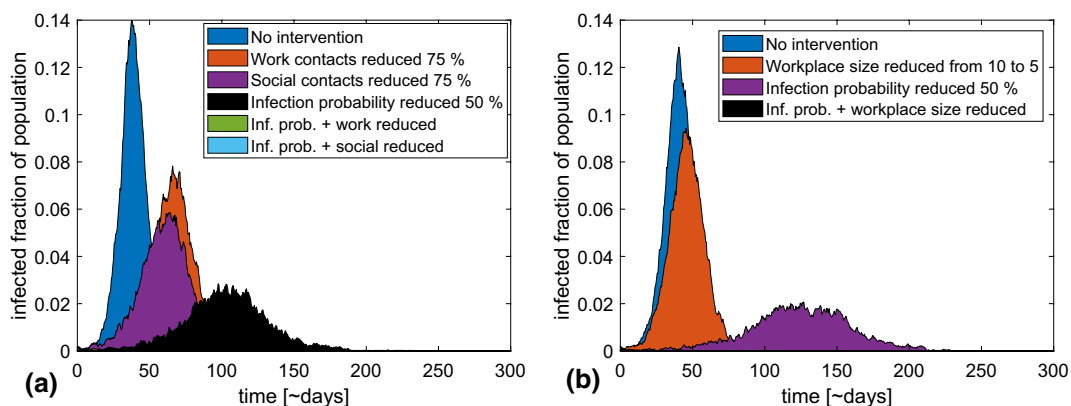 0.14
0.12
0.1
0.08
0.06
0.04
0.02
0
infected fraction of population
No intervention
Work contacts reduced 75 %
Social contacts reduced 75 %
Infection probability reduced 50 %
Inf. prob. + work reduced
Inf. prob. + social reduced
0 50 100 150 200 250 300
time [~days]
(a)
0.14
0.12
0.1
0.08
0.06
0.04
0.02
0
infected fraction of population
No intervention
Workplace size reduced from 10 to 5
Infection probability reduced 50 %
Inf. prob. + workplace size reduced
0 50 100 150 200 250 300
time [~days]
(b)